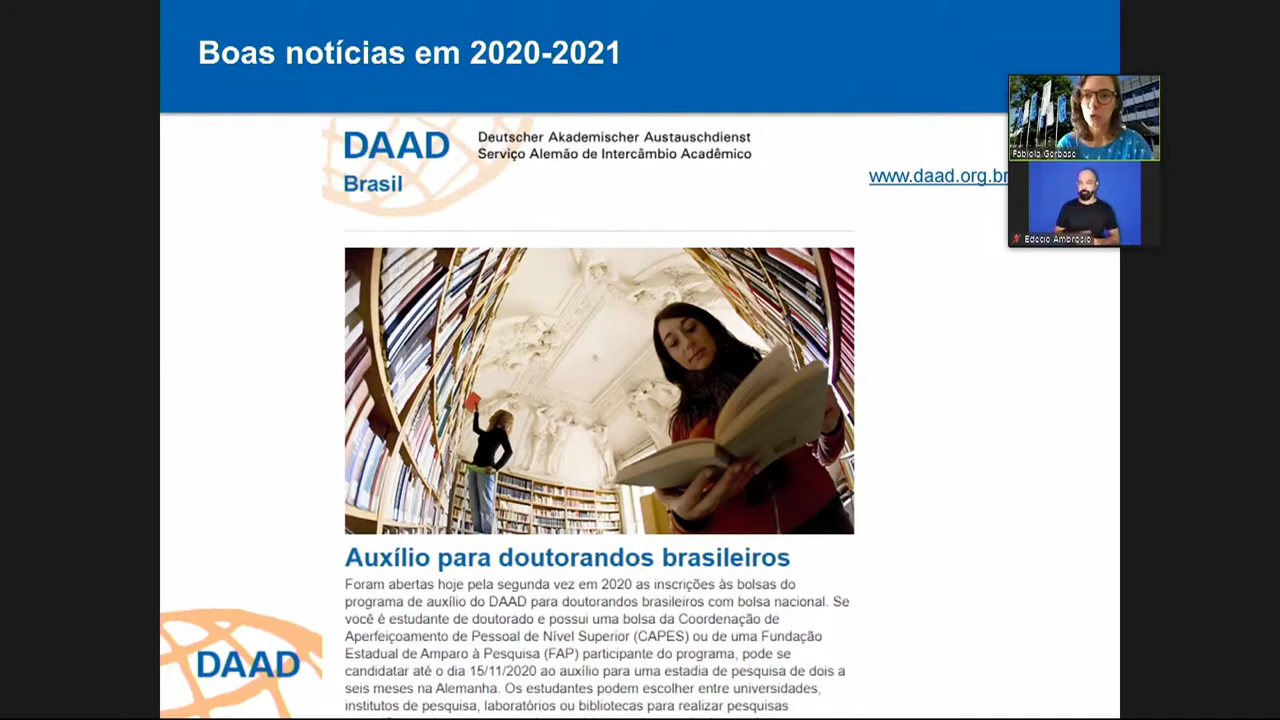 Boas notícias em 2020-2021
DAAD
Deutscher Akademischer Austauschdienst
Serviço Alemão de Intercâmbio Acadêmico
Brasil
www.daad.org.br
Fabíola Gerbase
Edecio Ambrósio
Auxílio para doutorandos brasileiros
Foram abertas hoje pela segunda vez em 2020 as inscrições às bolsas do
programa de auxílio do DAAD para doutorandos brasileiros com bolsa nacional. Se
você é estudante de doutorado e possui uma bolsa da Coordenação de
Aperfeiçoamento de Pessoal de Nível Superior (CAPES) ou de uma Fundação
Estadual de Amparo à Pesquisa (FAP) participante do programa, pode se
candidatar até o dia 15/11/2020 ao auxílio para uma estadia de pesquisa de dois a
seis meses na Alemanha. Os estudantes podem escolher entre universidades,
institutos de pesquisa, laboratórios ou bibliotecas para realizar pesquisas
DAAD